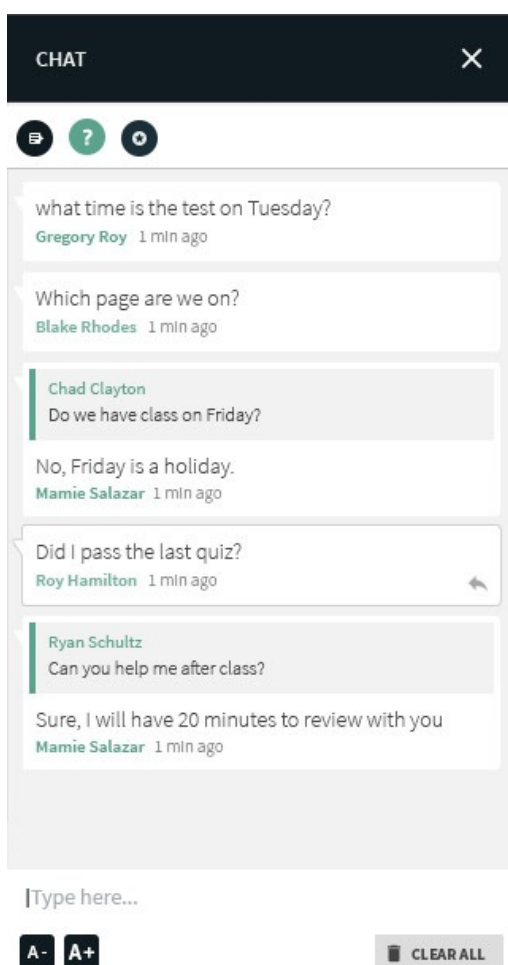 CHAT
?
what time is the test on Tuesday?
Gregory Roy 1 min ago
Which page are we on?
Blake Rhodes 1 min ago
Chad Clayton
Do we have class on Friday?
No, Friday is a holiday.
Mamie Salazar 1 min ago
Did I pass the last quiz?
Roy Hamilton 1 min ago
Ryan Schultz
Can you help me after class?
Sure, I will have 20 minutes to review with you
Mamie Salazar 1 min ago
Type here...
A- A+ CLEAR ALL